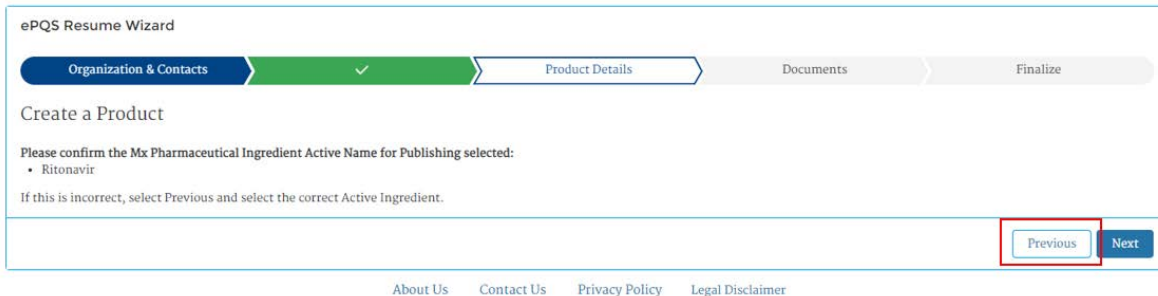 ePQS Resume Wizard
Organization & Contacts
Product Details
Documents
Finalize
Create a Product
Please confirm the Mx Pharmaceutical Ingredient Active Name for Publishing selected:
• Ritonavir
If this is incorrect, select Previous and select the correct Active Ingredient.
Previous
Next
About Us
Contact Us
Privacy Policy
Legal Disclaimer